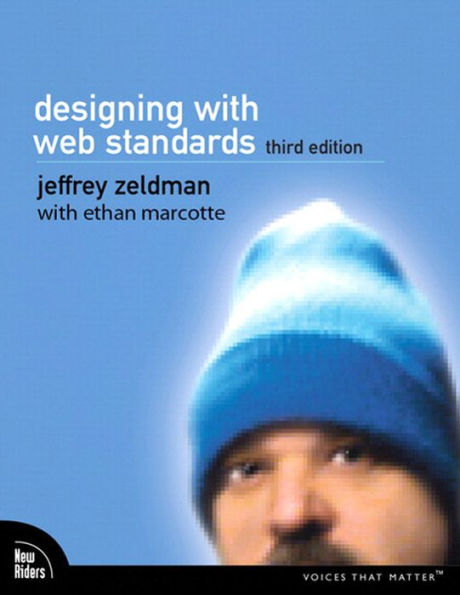 designing with
web standards third edition
jeffrey zeldman
with ethan marcotte
New
Riders
VOICES THAT MATTER™